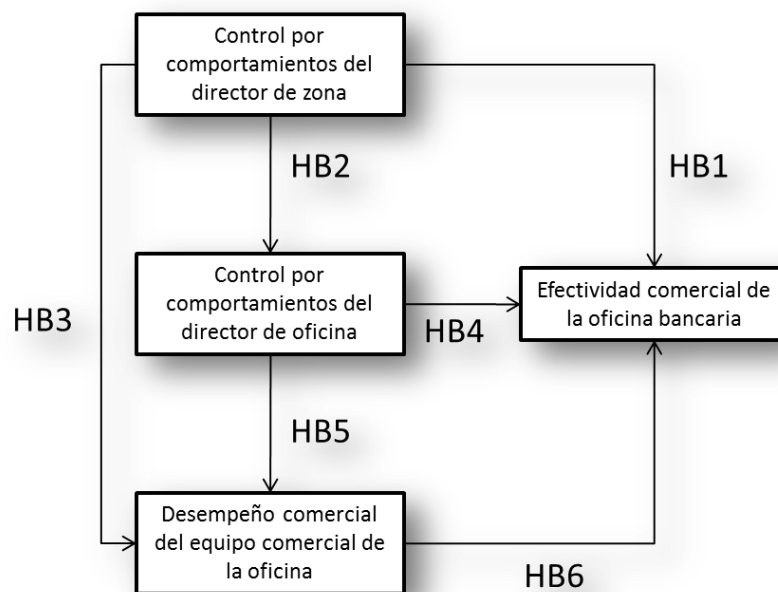 Control por
comportamientos del
director de zona
HB2
HB1
Control por
comportamientos del
director de oficina
Efectividad comercial de
la oficina bancaria
HB3
HB4
HB5
Desempeño comercial
del equipo comercial de
la oficina
HB6